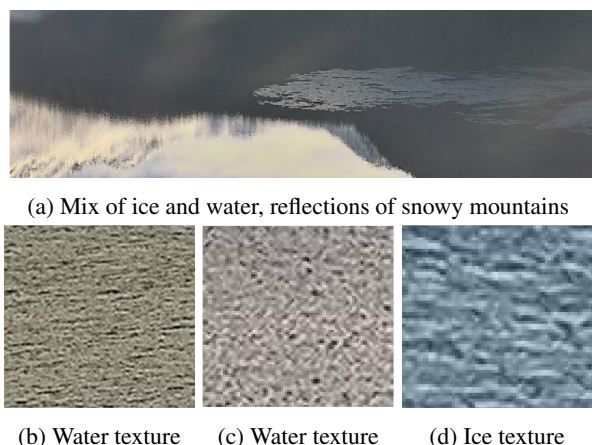 (a) Mix of ice and water, reflections of snowy mountains
(b) Water texture (c) Water texture (d) Ice texture